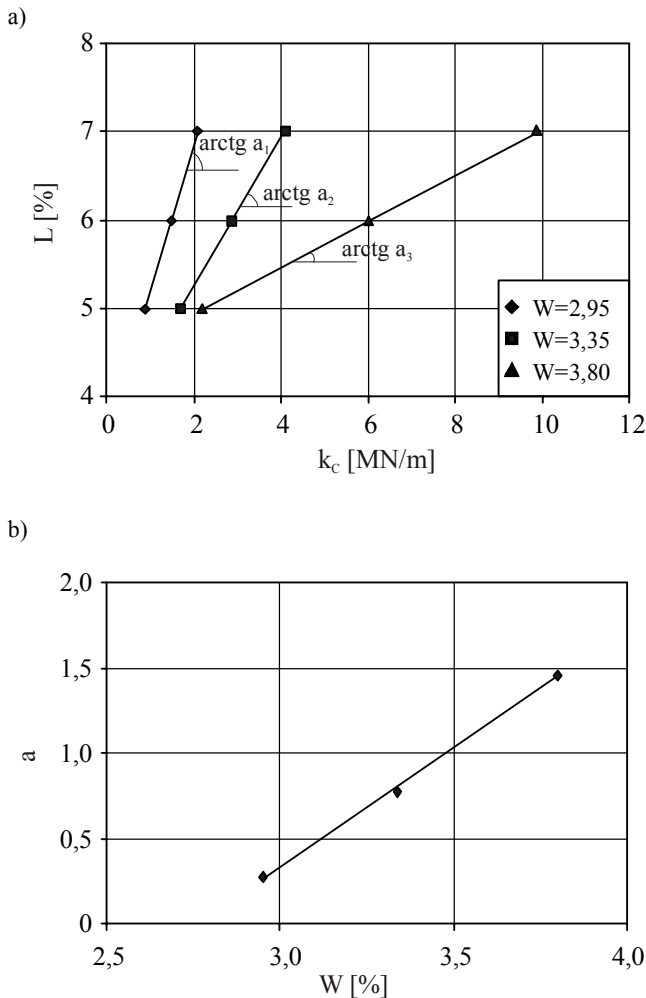 a)
8
7
6
5
4
L [%]
arctg a₁
arctg a₂
arctg a₃
W=2,95
W=3,35
W=3,80
0 2 4 6 8 10 12
k꜀ [MN/m]
b)
2,0
1,5
1,0
0,5
0
a
2,5 3,0 3,5 4,0
W [%]